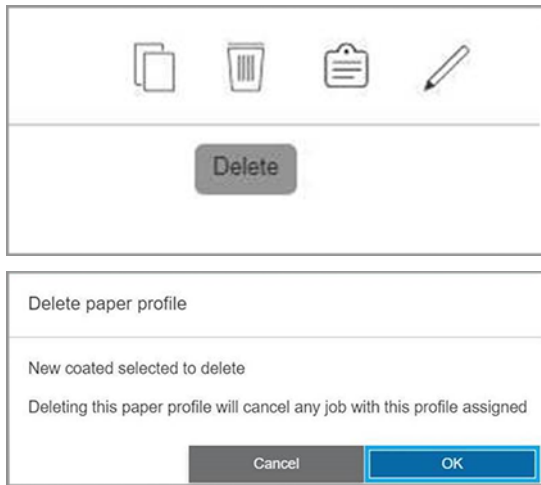 Delete
Delete paper profile
New coated selected to delete
Deleting this paper profile will cancel any job with this profile assigned
Cancel
OK